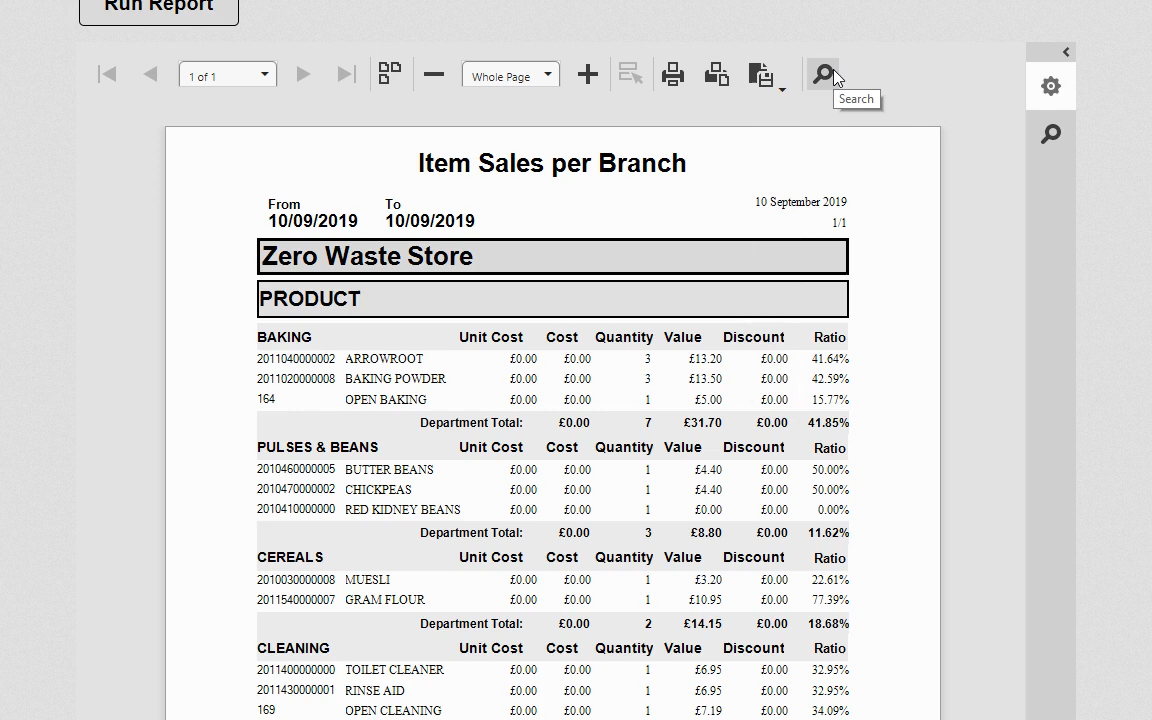 Run Report
1 of 1
Whole Page
Search
Item Sales per Branch
From To
10/09/2019 10/09/2019
10 September 2019
1/1
Zero Waste Store
PRODUCT
BAKING Unit Cost Cost Quantity Value Discount Ratio
2011040000002 ARROWROOT £0.00 £0.00 3 £13.20 £0.00 41.64%
2011020000008 BAKING POWDER £0.00 £0.00 3 £13.50 £0.00 42.59%
164 OPEN BAKING £0.00 £0.00 1 £5.00 £0.00 15.77%
Department Total: £0.00 7 £31.70 £0.00 41.85%
PULSES & BEANS Unit Cost Cost Quantity Value Discount Ratio
2010460000005 BUTTER BEANS £0.00 £0.00 1 £4.40 £0.00 50.00%
2010470000002 CHICKPEAS £0.00 £0.00 1 £4.40 £0.00 50.00%
2010410000000 RED KIDNEY BEANS £0.00 £0.00 1 £0.00 £0.00 0.00%
Department Total: £0.00 3 £8.80 £0.00 11.62%
CEREALS Unit Cost Cost Quantity Value Discount Ratio
2010030000008 MUESLI £0.00 £0.00 1 £3.20 £0.00 22.61%
2011540000007 GRAM FLOUR £0.00 £0.00 1 £10.95 £0.00 77.39%
Department Total: £0.00 2 £14.15 £0.00 18.68%
CLEANING Unit Cost Cost Quantity Value Discount Ratio
2011400000000 TOILET CLEANER £0.00 £0.00 1 £6.95 £0.00 32.95%
2011430000001 RINSE AID £0.00 £0.00 1 £6.95 £0.00 32.95%
169 OPEN CLEANING £0.00 £0.00 1 £7.19 £0.00 34.09%